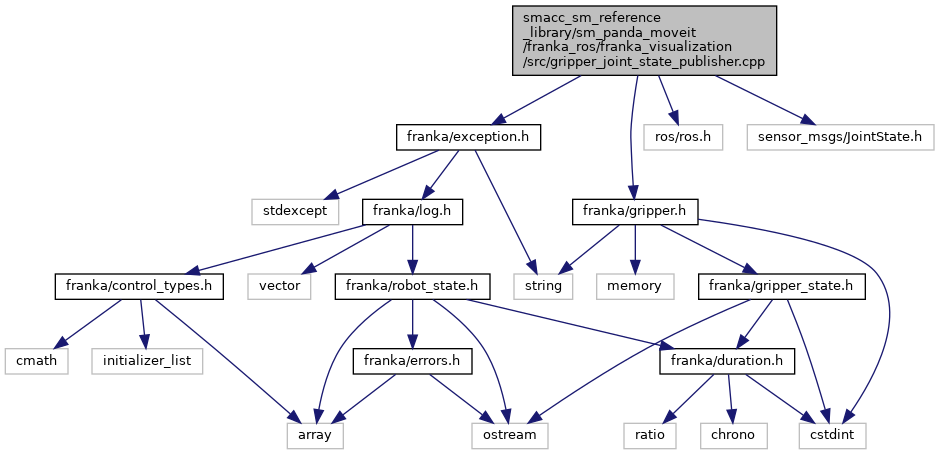 smacc_sm_reference
_library/sm_panda_moveit
/franka_ros/franka_visualization
/src/gripper_joint_state_publisher.cpp
franka/exception.h
ros/ros.h
sensor_msgs/JointState.h
stdexcept
franka/log.h
franka/gripper.h
franka/control_types.h
vector
franka/robot_state.h
string
memory
franka/gripper_state.h
cmath
initializer_list
franka/errors.h
franka/duration.h
array
ostream
ratio
chrono
cstdint